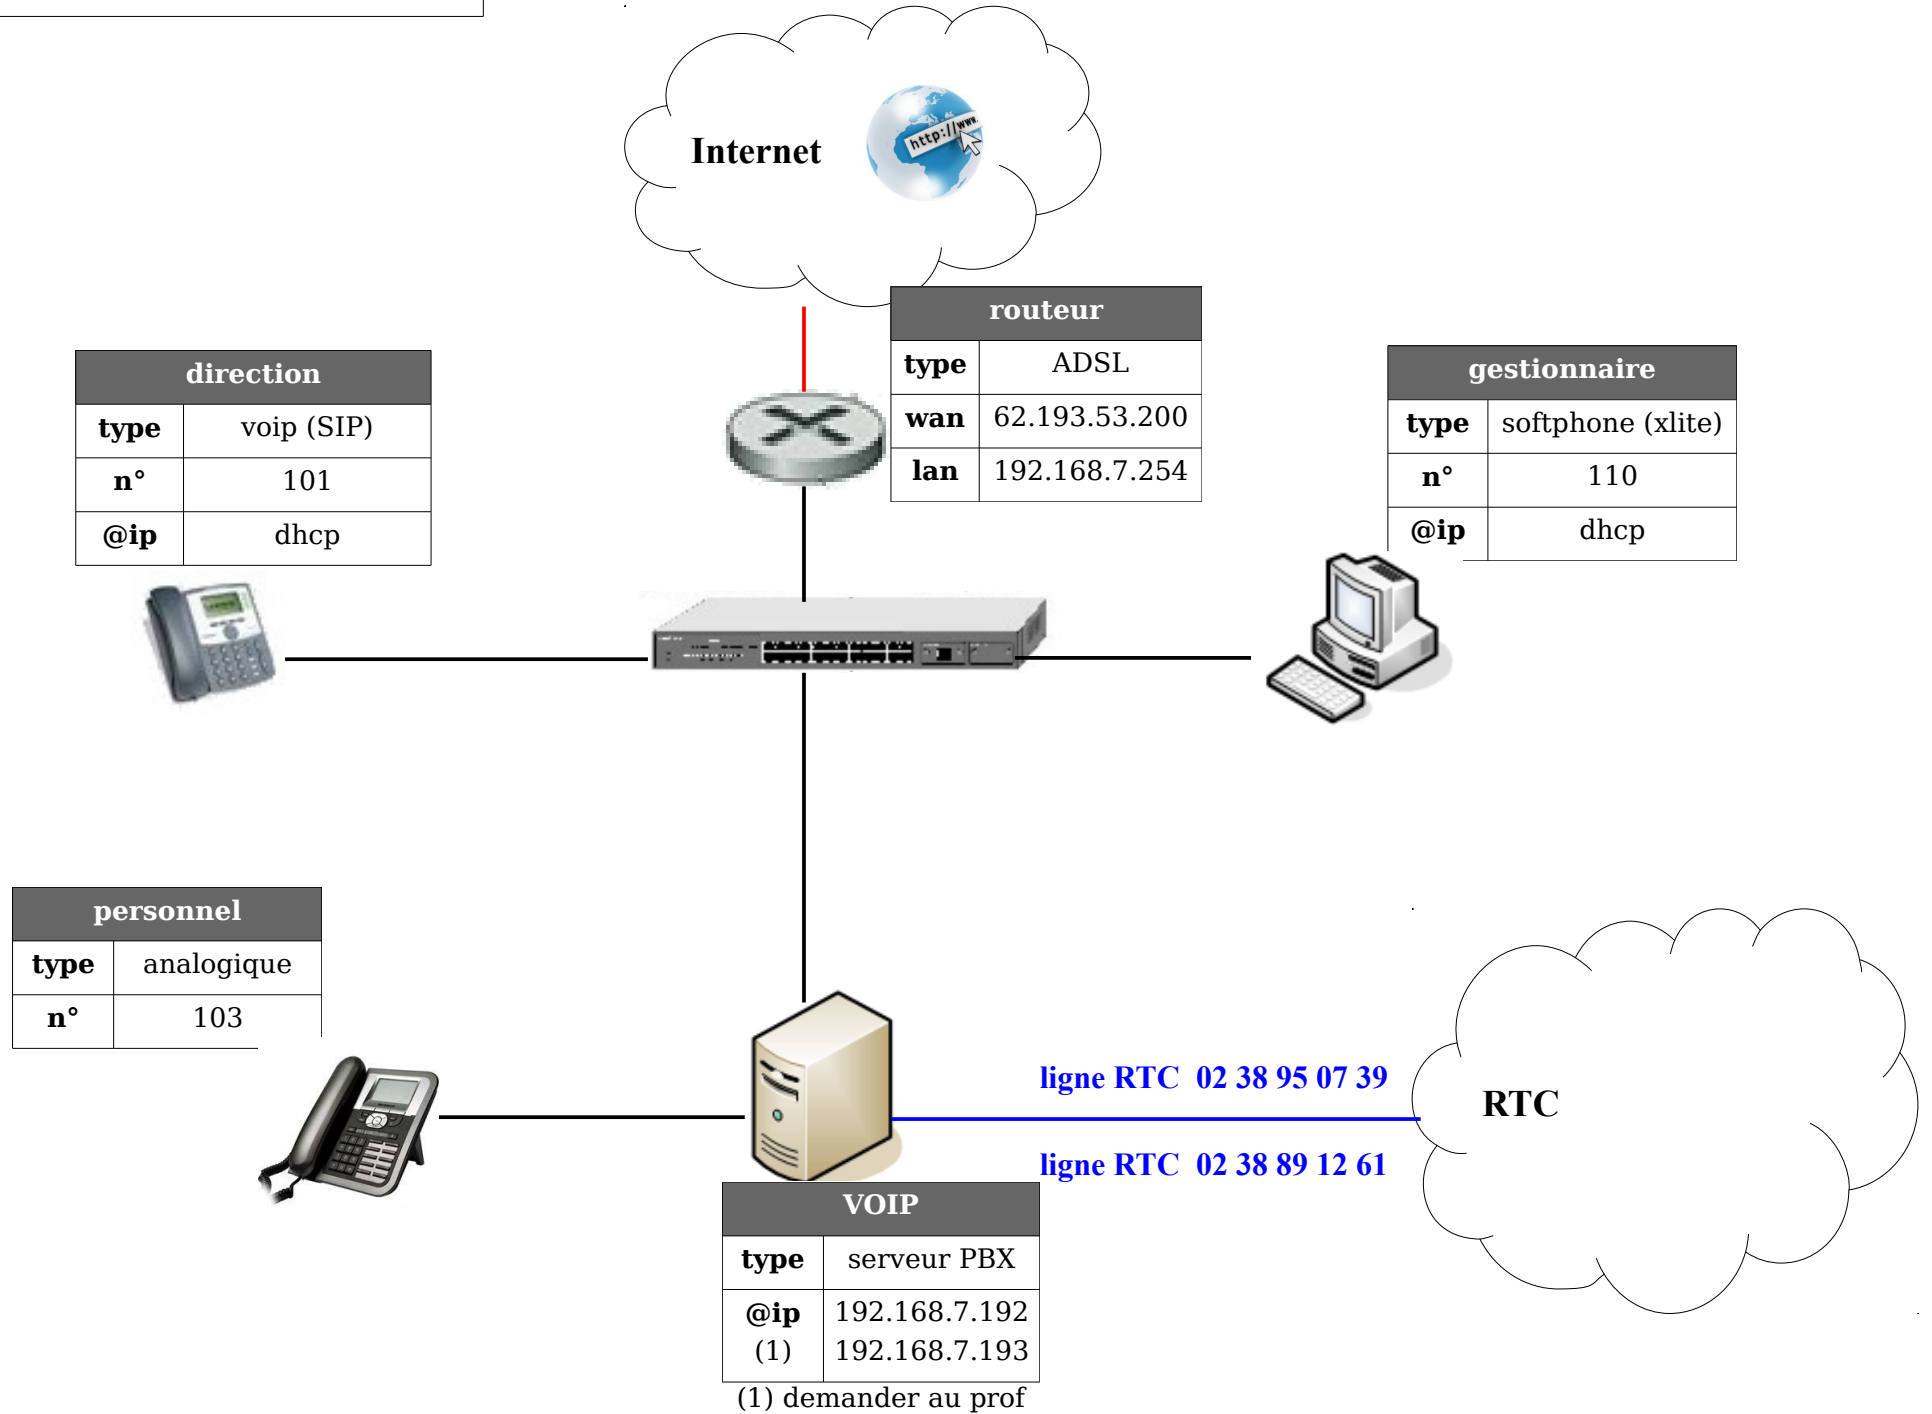 Internet
http://www.
routeur
type ADSL
wan 62.193.53.200
lan 192.168.7.254
direction
type voip (SIP)
n° 101
@ip dhcp
gestionnaire
type softphone (xlite)
n° 110
@ip dhcp
personnel
type analogique
n° 103
ligne RTC 02 38 95 07 39
RTC
ligne RTC 02 38 89 12 61
VOIP
type serveur PBX
@ip 192.168.7.192
(1) 192.168.7.193
(1) demander au prof